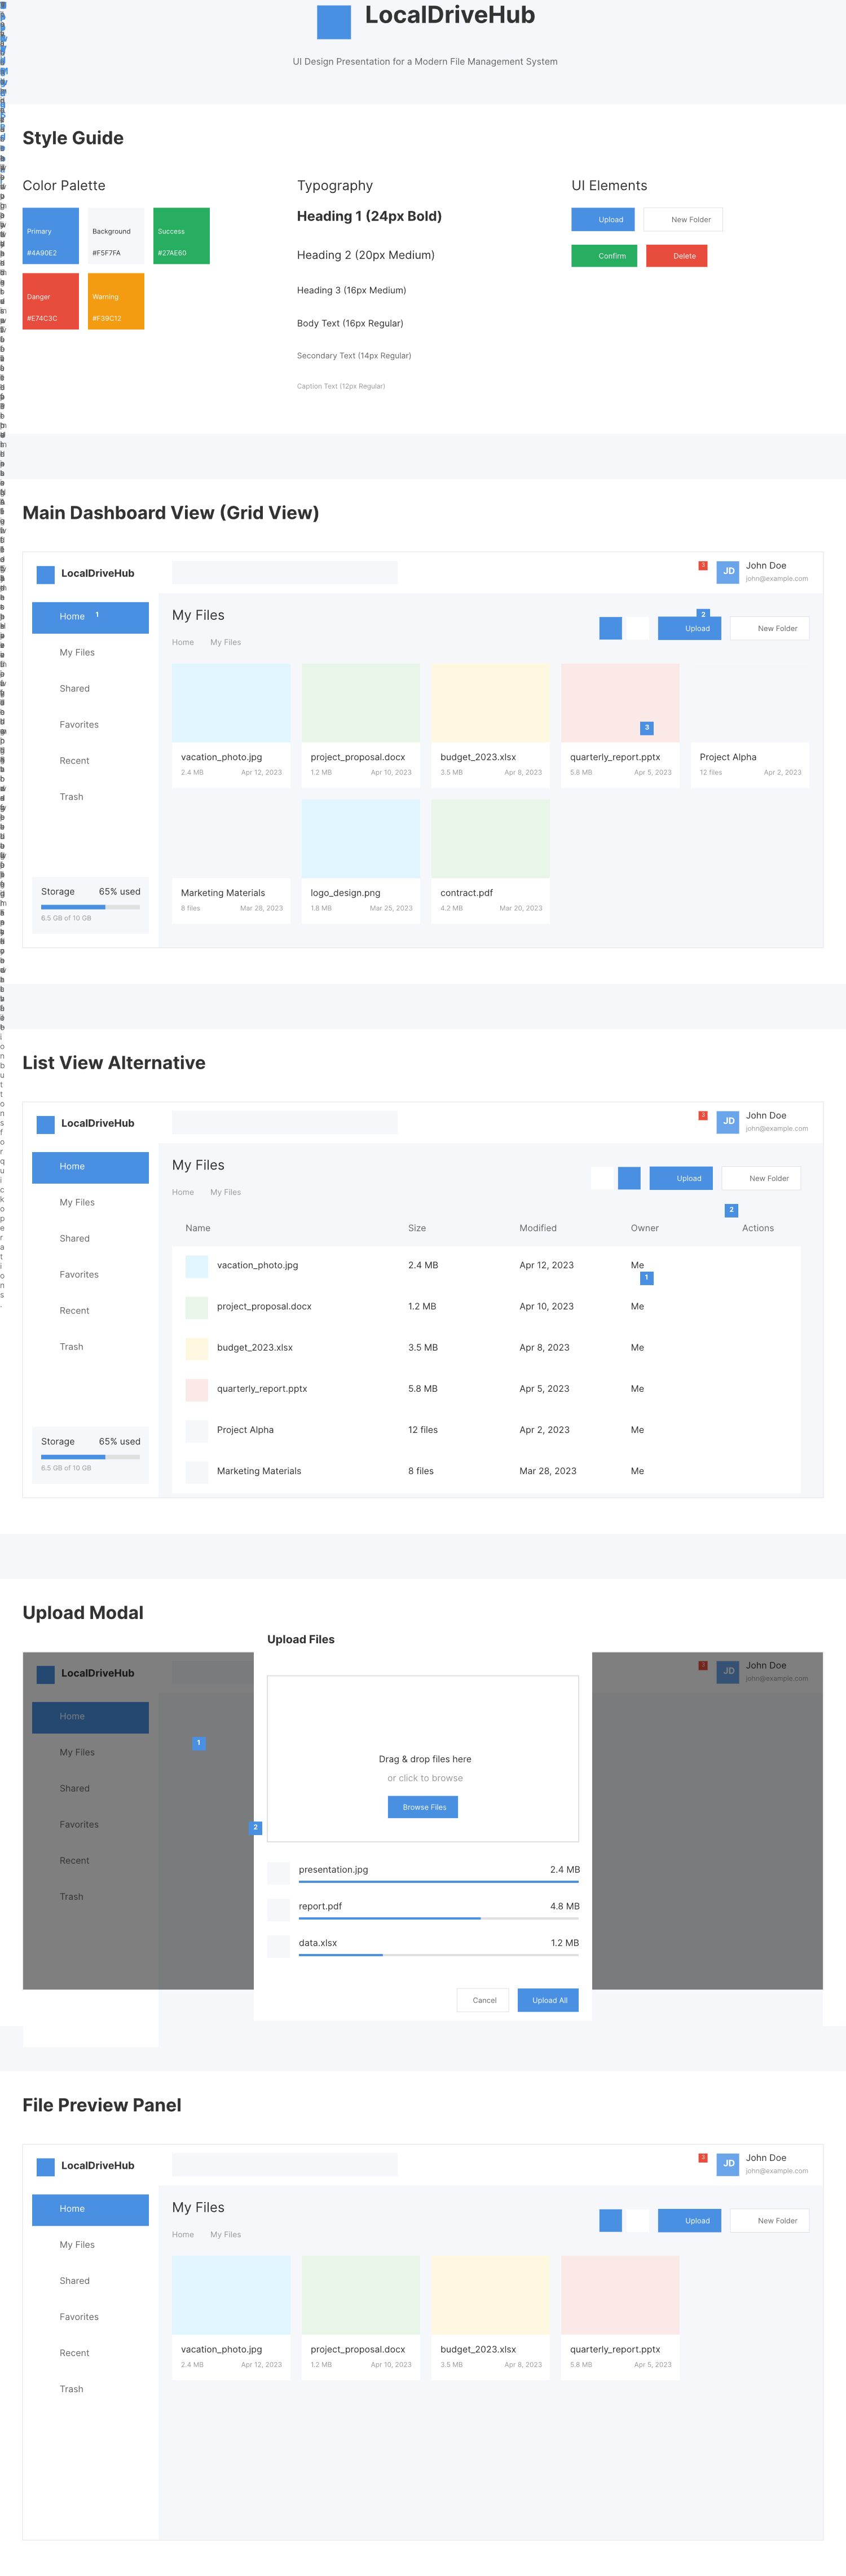 LocalDriveHub
UI Design Presentation for a Modern File Management System
Style Guide
Color Palette
Primary
#4A90E2
Background
#F5F7FA
Success
#27AE60
Danger
#E74C3C
Warning
#F39C12
Typography
Heading 1 (24px Bold)
Heading 2 (20px Medium)
Heading 3 (16px Medium)
Body Text (16px Regular)
Secondary Text (14px Regular)
Caption Text (12px Regular)
UI Elements
Upload
New Folder
Confirm
Delete
Main Dashboard View (Grid View)
LocalDriveHub
3
JD
John Doe
john@example.com
Home
1
My Files
Shared
Favorites
Recent
Trash
Storage 65% used
6.5 GB of 10 GB
My Files
Home My Files
2
Upload
New Folder
vacation_photo.jpg
2.4 MB Apr 12, 2023
project_proposal.docx
1.2 MB Apr 10, 2023
budget_2023.xlsx
3.5 MB Apr 8, 2023
3
quarterly_report.pptx
5.8 MB Apr 5, 2023
Project Alpha
12 files Apr 2, 2023
Marketing Materials
8 files Mar 28, 2023
logo_design.png
1.8 MB Mar 25, 2023
contract.pdf
4.2 MB Mar 20, 2023
List View Alternative
LocalDriveHub
3
JD
John Doe
john@example.com
Home
My Files
Shared
Favorites
Recent
Trash
Storage 65% used
6.5 GB of 10 GB
My Files
Home My Files
Upload
New Folder
2
Name Size Modified Owner Actions
vacation_photo.jpg 2.4 MB Apr 12, 2023 Me
1
project_proposal.docx 1.2 MB Apr 10, 2023 Me
budget_2023.xlsx 3.5 MB Apr 8, 2023 Me
quarterly_report.pptx 5.8 MB Apr 5, 2023 Me
Project Alpha 12 files Apr 2, 2023 Me
Marketing Materials 8 files Mar 28, 2023 Me
Upload Modal
LocalDriveHub
3
JD
John Doe
john@example.com
Home
My Files
Shared
Favorites
Recent
Trash
1
2
Upload Files
Drag & drop files here
or click to browse
Browse Files
presentation.jpg 2.4 MB
report.pdf 4.8 MB
data.xlsx 1.2 MB
Cancel
Upload All
File Preview Panel
LocalDriveHub
3
JD
John Doe
john@example.com
Home
My Files
Shared
Favorites
Recent
Trash
My Files
Home My Files
Upload
New Folder
vacation_photo.jpg
2.4 MB Apr 12, 2023
project_proposal.docx
1.2 MB Apr 10, 2023
budget_2023.xlsx
3.5 MB Apr 8, 2023
quarterly_report.pptx
5.8 MB Apr 5, 2023